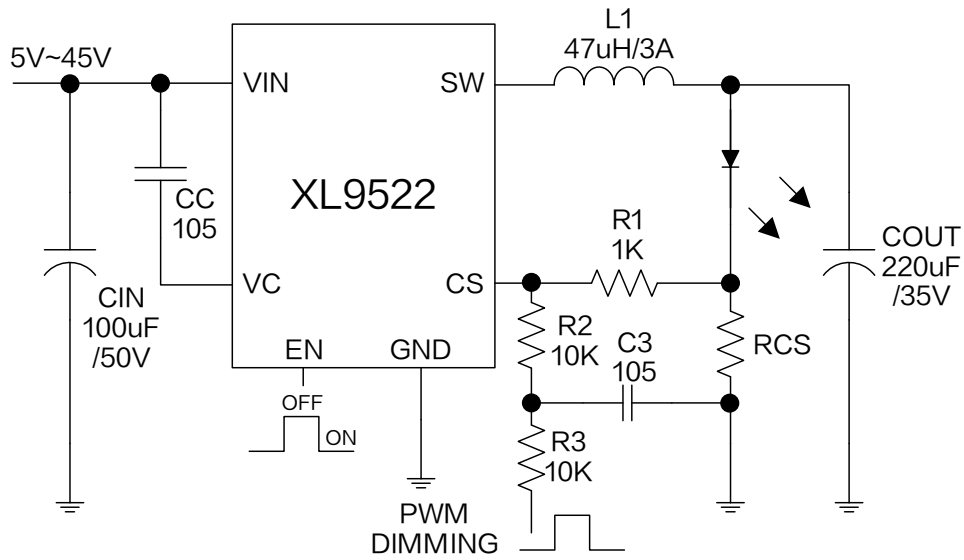 L1
47uH/3A
5V~45V
VIN
SW
CC
105
XL9522
R1
1K
COUT
220uF
/35V
VC
CS
CIN
100uF
/50V
R2
10K
C3
105
RCS
EN
GND
OFF
ON
R3
10K
PWM
DIMMING